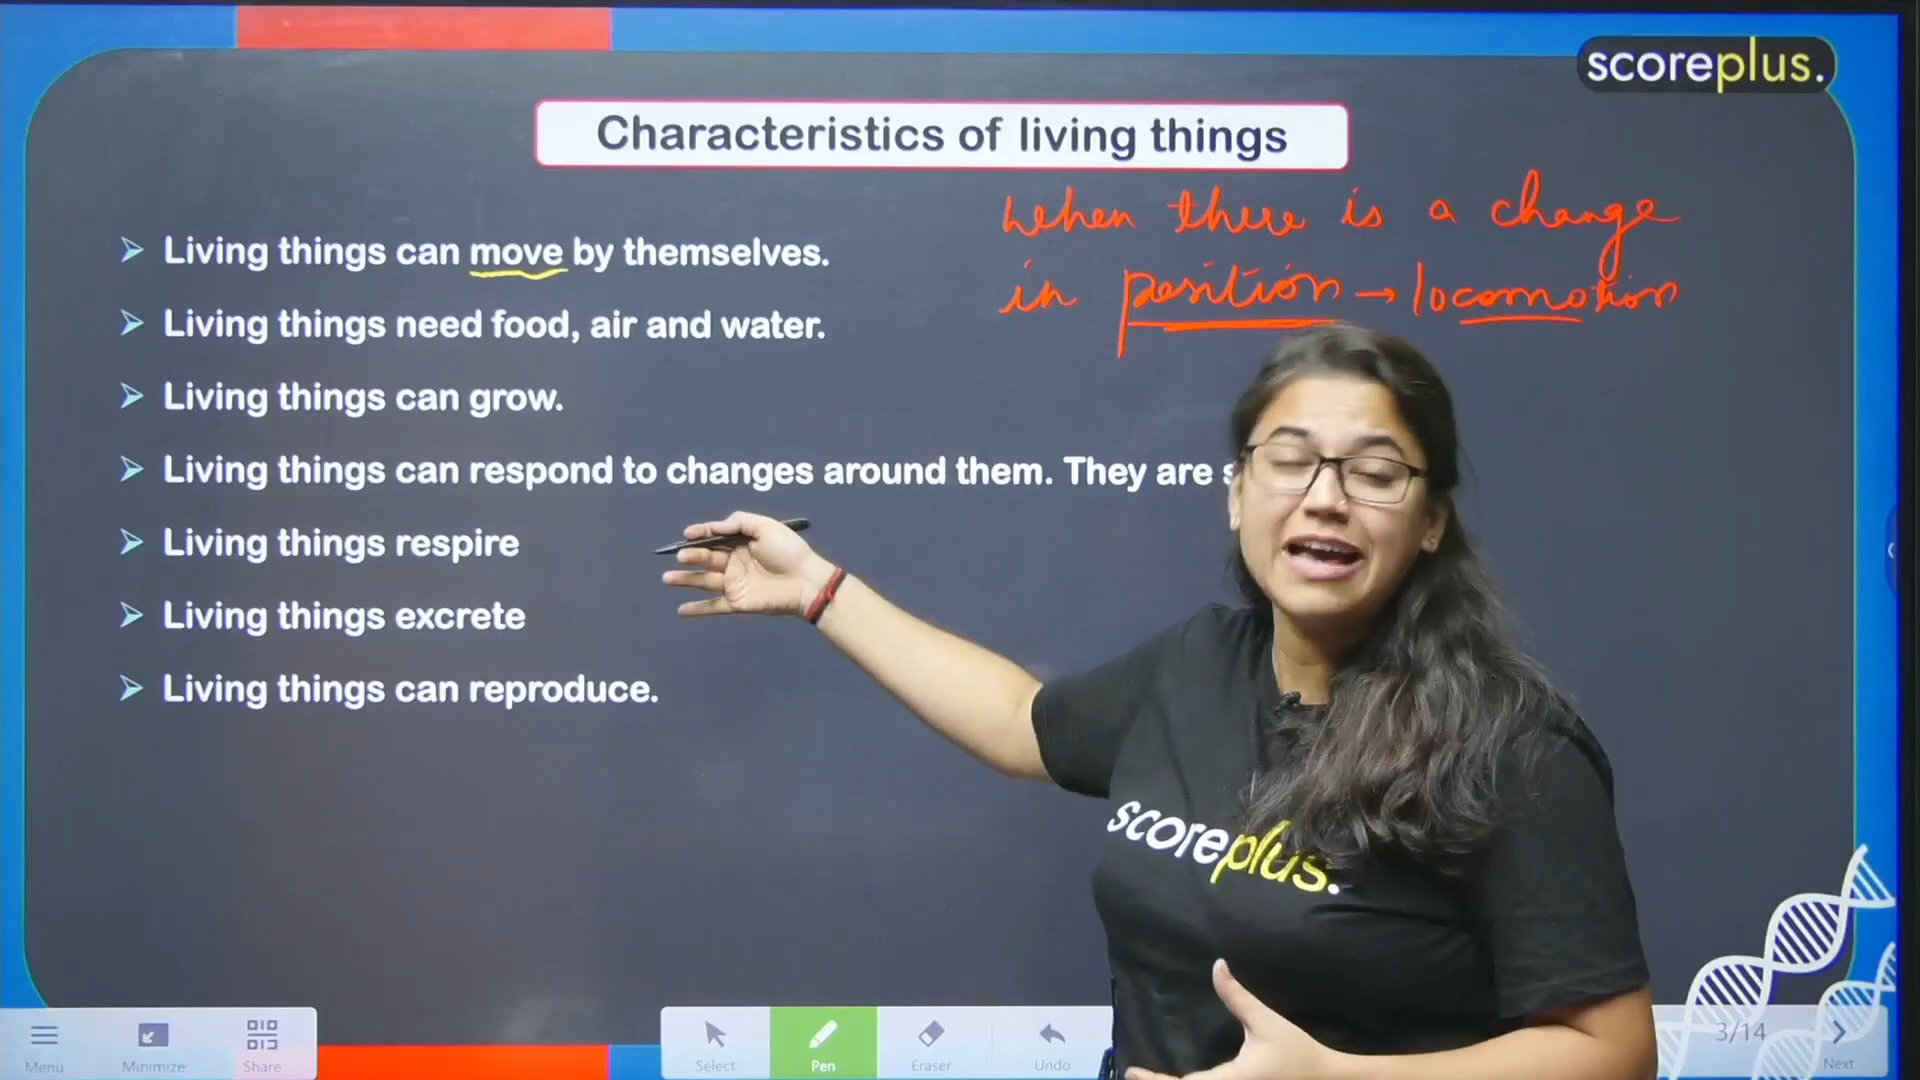 scoreplus.
Characteristics of living things
when there is a change
in position → locomotion
➤ Living things can move by themselves.
➤ Living things need food, air and water.
➤ Living things can grow.
➤ Living things can respond to changes around them. They are
➤ Living things respire
➤ Living things excrete
➤ Living things can reproduce.
scoreplus.
Menu
Minimize
Share
Select
Pen
Eraser
Undo
3/14
Next